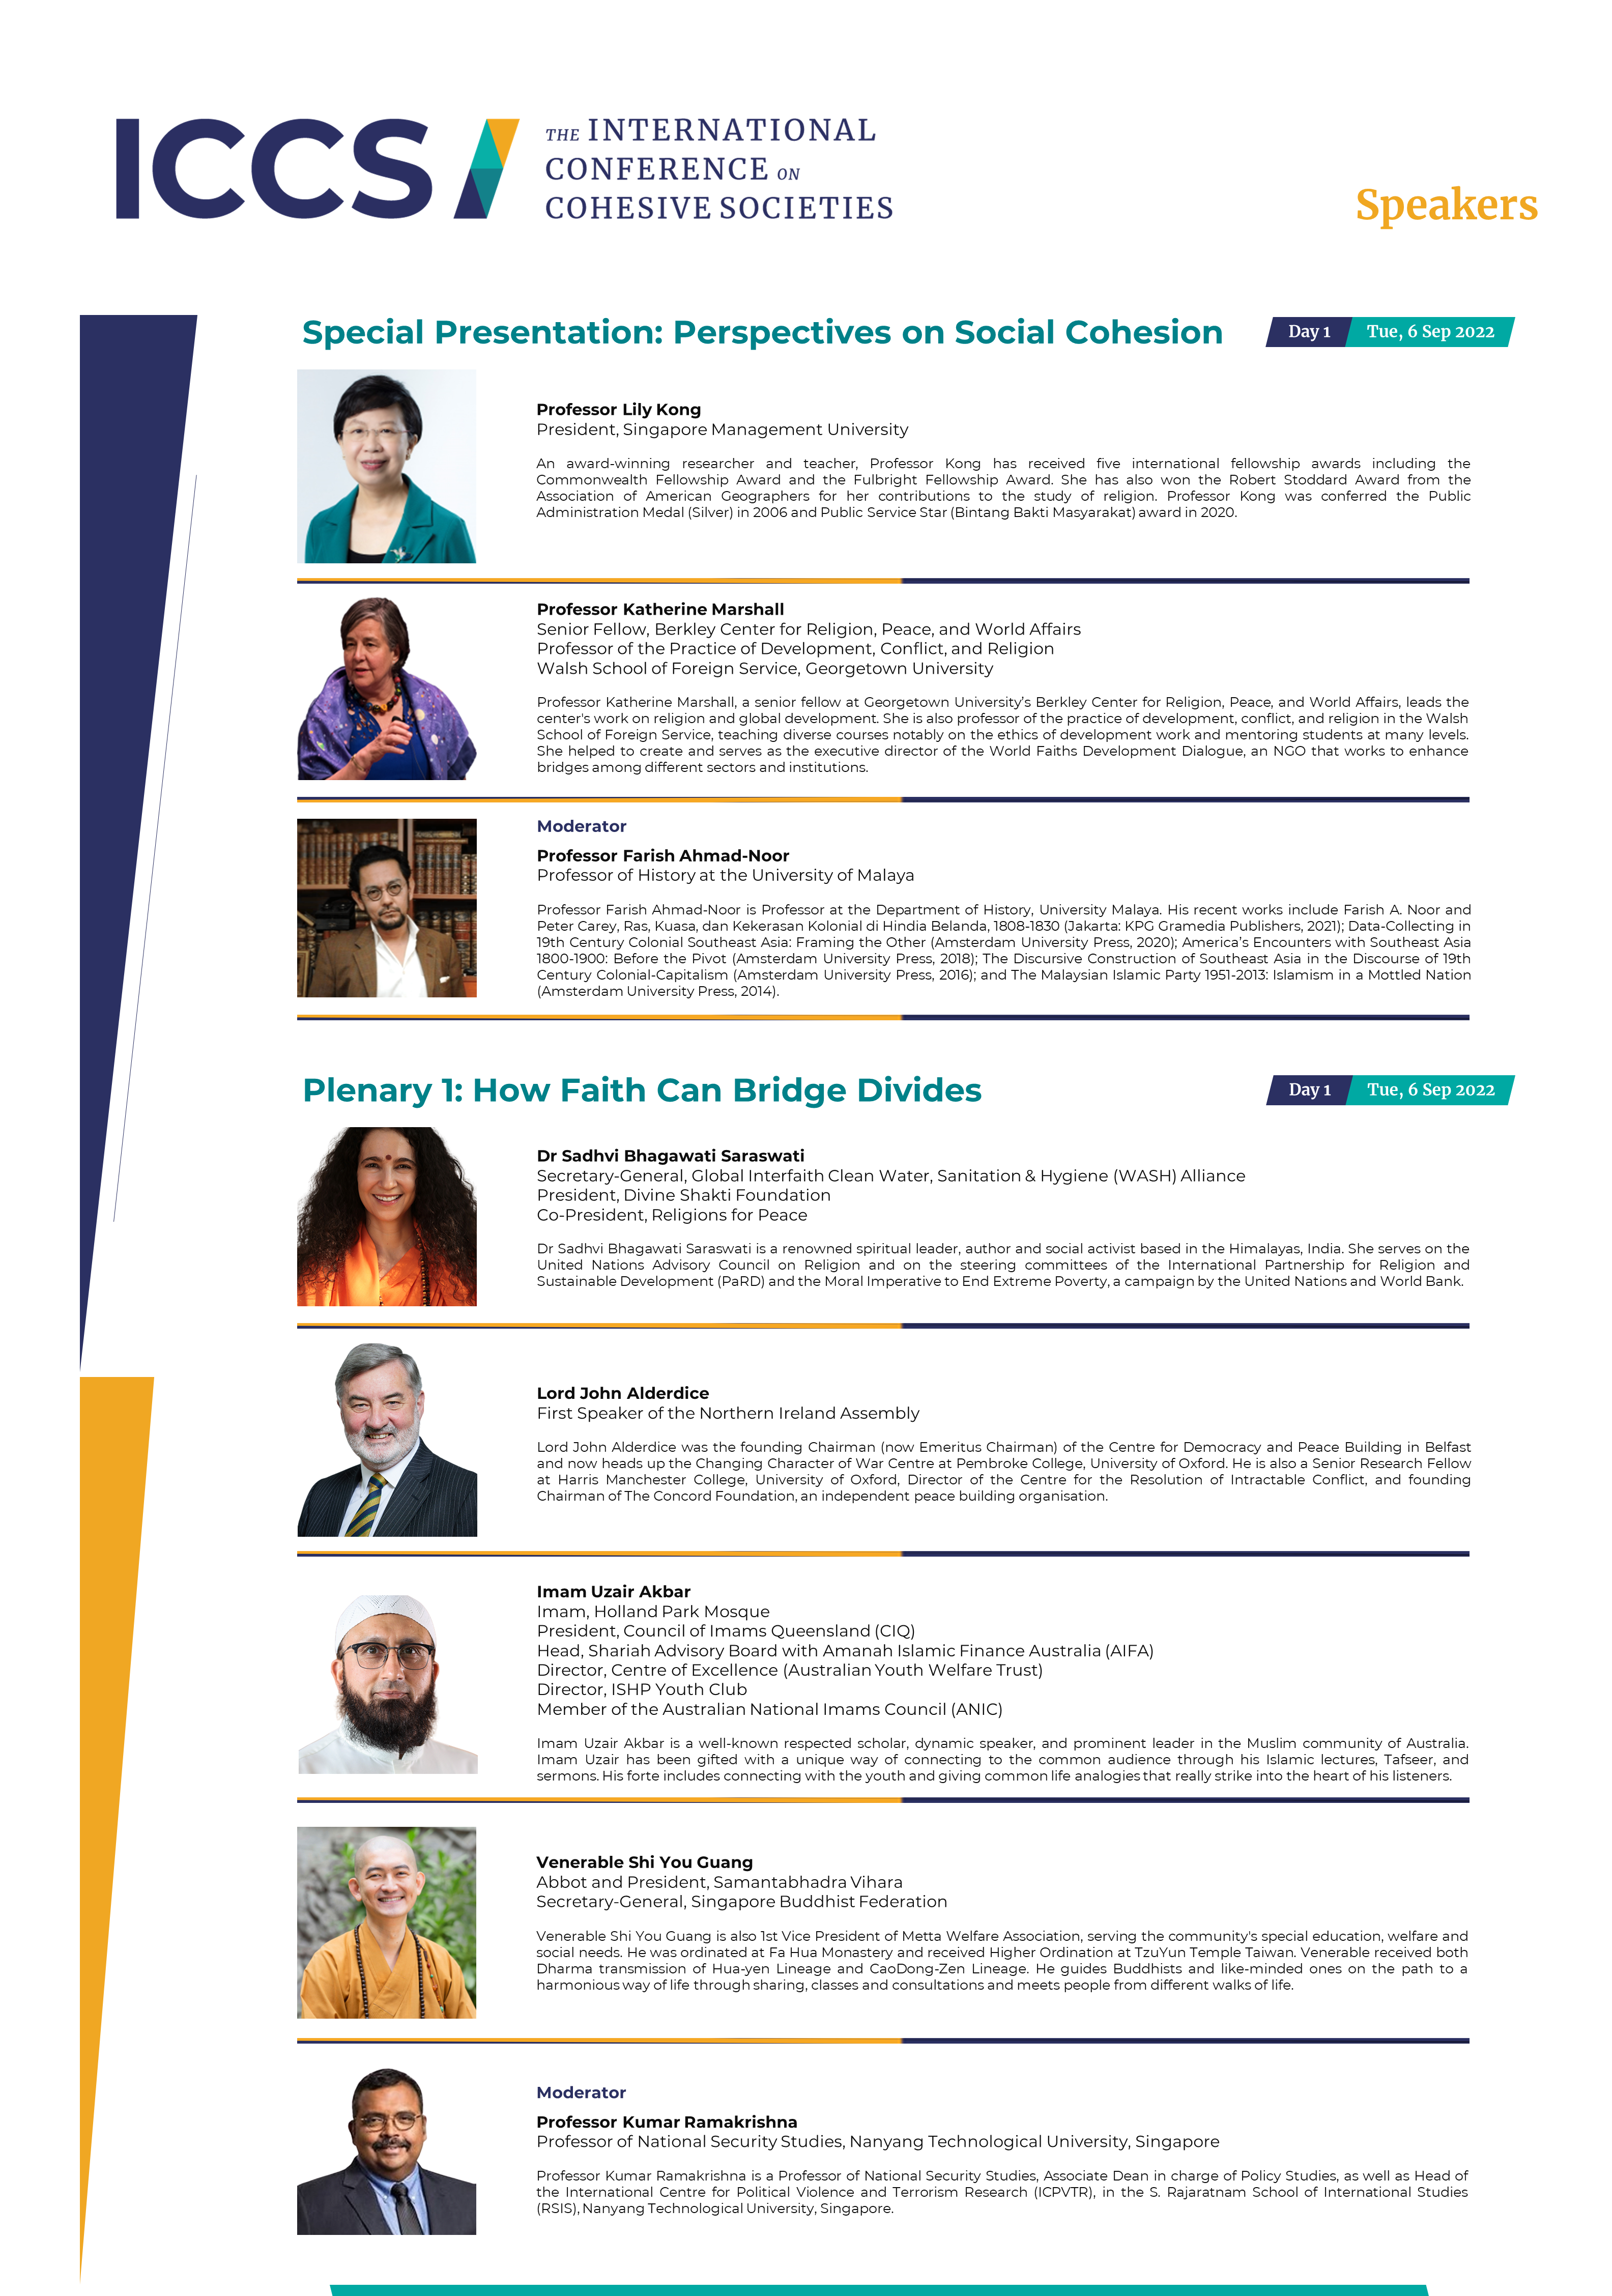 ICCS
THE INTERNATIONAL
CONFERENCE ON
COHESIVE SOCIETIES
Speakers
Special Presentation: Perspectives on Social Cohesion
Day 1
Tue, 6 Sep 2022
Professor Lily Kong
President, Singapore Management University
An award-winning researcher and teacher, Professor Kong has received five international fellowship awards including the
Commonwealth Fellowship Award and the Fulbright Fellowship Award. She has also won the Robert Stoddard Award from the
Association of American Geographers for her contributions to the study of religion. Professor Kong was conferred the Public
Administration Medal (Silver) in 2006 and Public Service Star (Bintang Bakti Masyarakat) award in 2020.
Professor Katherine Marshall
Senior Fellow, Berkley Center for Religion, Peace, and World Affairs
Professor of the Practice of Development, Conflict, and Religion
Walsh School of Foreign Service, Georgetown University
Professor Katherine Marshall, a senior fellow at Georgetown University's Berkley Center for Religion, Peace, and World Affairs, leads the
center's work on religion and global development. She is also professor of the practice of development, conflict, and religion in the Walsh
School of Foreign Service, teaching diverse courses notably on the ethics of development work and mentoring students at many levels.
She helped to create and serves as the executive director of the World Faiths Development Dialogue, an NGO that works to enhance
bridges among different sectors and institutions.
Moderator
Professor Farish Ahmad-Noor
Professor of History at the University of Malaya
Professor Farish Ahmad-Noor is Professor at the Department of History, University Malaya. His recent works include Farish A. Noor and
Peter Carey, Ras, Kuasa, dan Kekerasan Kolonial di Hindia Belanda, 1808-1830 (Jakarta: KPG Gramedia Publishers, 2021); Data-Collecting in
19th Century Colonial Southeast Asia: Framing the Other (Amsterdam University Press, 2020); America's Encounters with Southeast Asia
1800-1900: Before the Pivot (Amsterdam University Press, 2018); The Discursive Construction of Southeast Asia in the Discourse of 19th
Century Colonial-Capitalism (Amsterdam University Press, 2016); and The Malaysian Islamic Party 1951-2013: Islamism in a Mottled Nation
(Amsterdam University Press, 2014).
Plenary 1: How Faith Can Bridge Divides
Day 1
Tue, 6 Sep 2022
Dr Sadhvi Bhagawati Saraswati
Secretary-General, Global Interfaith Clean Water, Sanitation & Hygiene (WASH) Alliance
President, Divine Shakti Foundation
Co-President, Religions for Peace
Dr Sadhvi Bhagawati Saraswati is a renowned spiritual leader, author and social activist based in the Himalayas, India. She serves on the
United Nations Advisory Council on Religion and on the steering committees of the International Partnership for Religion and
Sustainable Development (PaRD) and the Moral Imperative to End Extreme Poverty, a campaign by the United Nations and World Bank.
Lord John Alderdice
First Speaker of the Northern Ireland Assembly
Lord John Alderdice was the founding Chairman (now Emeritus Chairman) of the Centre for Democracy and Peace Building in Belfast
and now heads up the Changing Character of War Centre at Pembroke College, University of Oxford. He is also a Senior Research Fellow
at Harris Manchester College, University of Oxford, Director of the Centre for the Resolution of Intractable Conflict, and founding
Chairman of The Concord Foundation, an independent peace building organisation.
Imam Uzair Akbar
Imam, Holland Park Mosque
President, Council of Imams Queensland (CIQ)
Head, Shariah Advisory Board with Amanah Islamic Finance Australia (AIFA)
Director, Centre of Excellence (Australian Youth Welfare Trust)
Director, ISHP Youth Club
Member of the Australian National Imams Council (ANIC)
Imam Uzair Akbar is a well-known respected scholar, dynamic speaker, and prominent leader in the Muslim community of Australia.
Imam Uzair has been gifted with a unique way of connecting to the common audience through his Islamic lectures, Tafseer, and
sermons. His forte includes connecting with the youth and giving common life analogies that really strike into the heart of his listeners.
Venerable Shi You Guang
Abbot and President, Samantabhadra Vihara
Secretary-General, Singapore Buddhist Federation
Venerable Shi You Guang is also 1st Vice President of Metta Welfare Association, serving the community's special education, welfare and
social needs. He was ordinated at Fa Hua Monastery and received Higher Ordination at TzuYun Temple Taiwan. Venerable received both
Dharma transmission of Hua-yen Lineage and CaoDong-Zen Lineage. He guides Buddhists and like-minded ones on the path to a
harmonious way of life through sharing, classes and consultations and meets people from different walks of life.
Moderator
Professor Kumar Ramakrishna
Professor of National Security Studies, Nanyang Technological University, Singapore
Professor Kumar Ramakrishna is a Professor of National Security Studies, Associate Dean in charge of Policy Studies, as well as Head of
the International Centre for Political Violence and Terrorism Research (ICPVTR), in the S. Rajaratnam School of International Studies
(RSIS), Nanyang Technological University, Singapore.